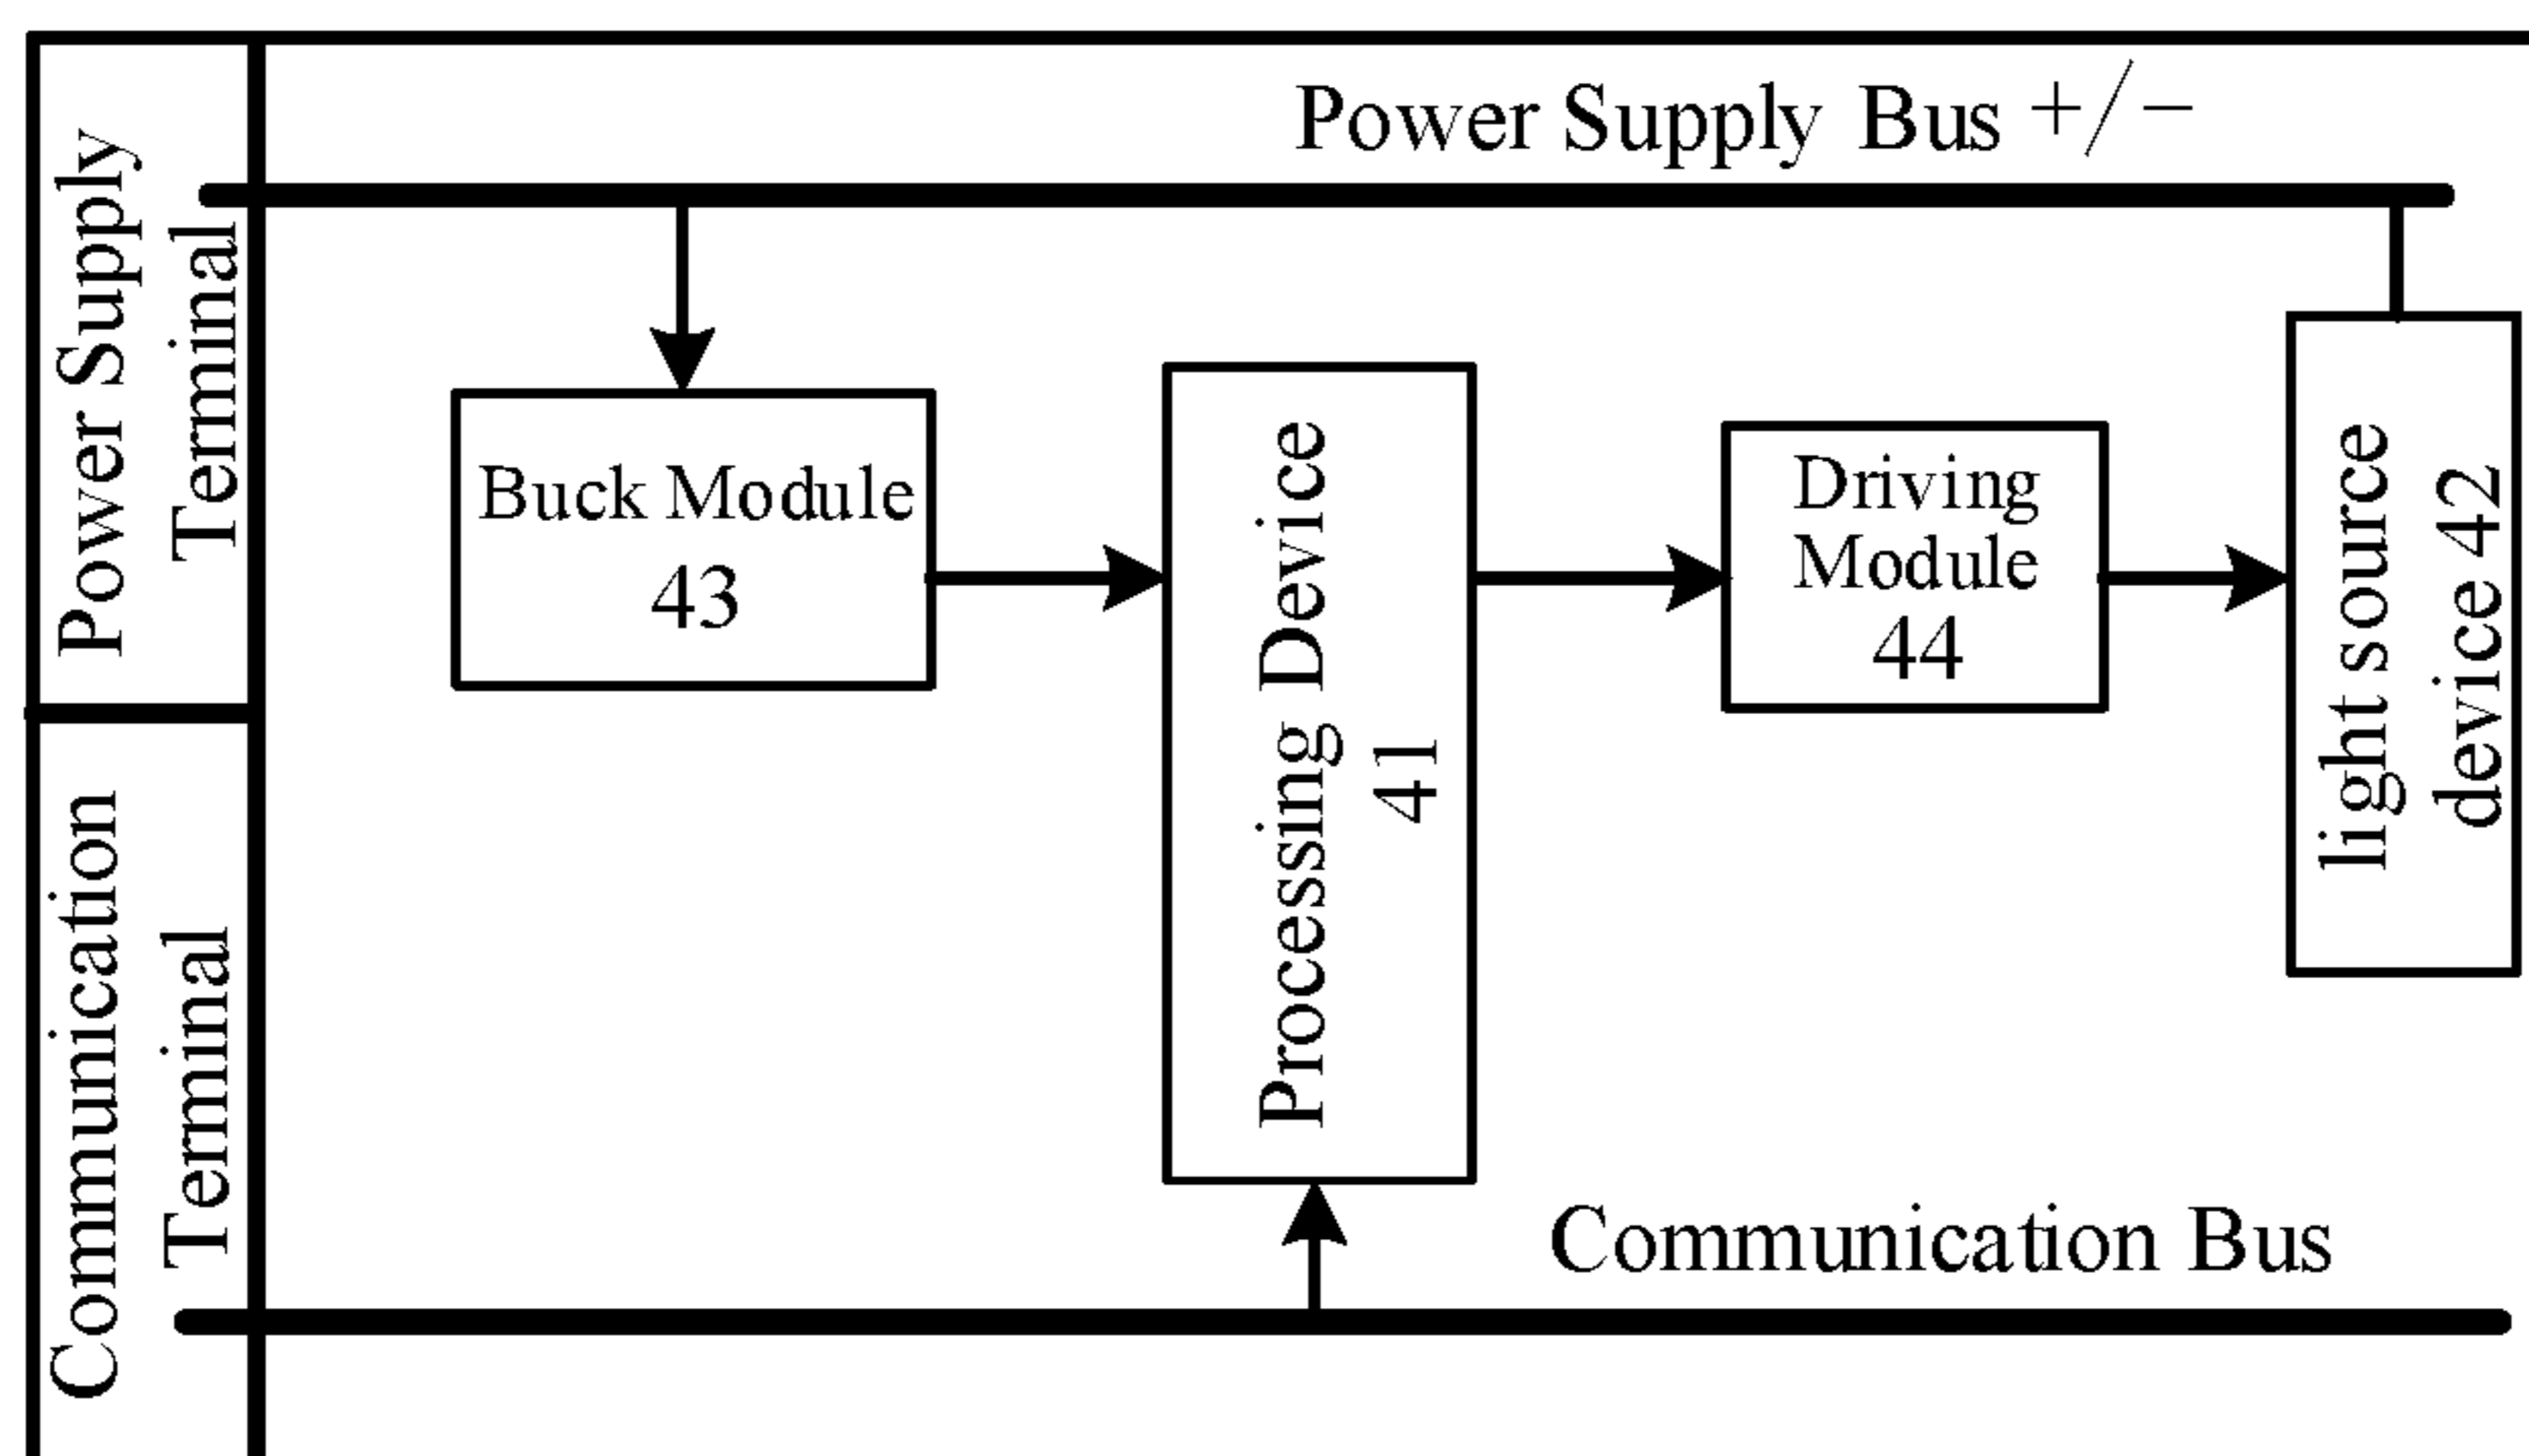 Power Supply
Terminal
Communication
Terminal
Power Supply Bus +/−
Buck Module
43
Processing Device
41
Driving
Module
44
light source
device 42
Communication Bus